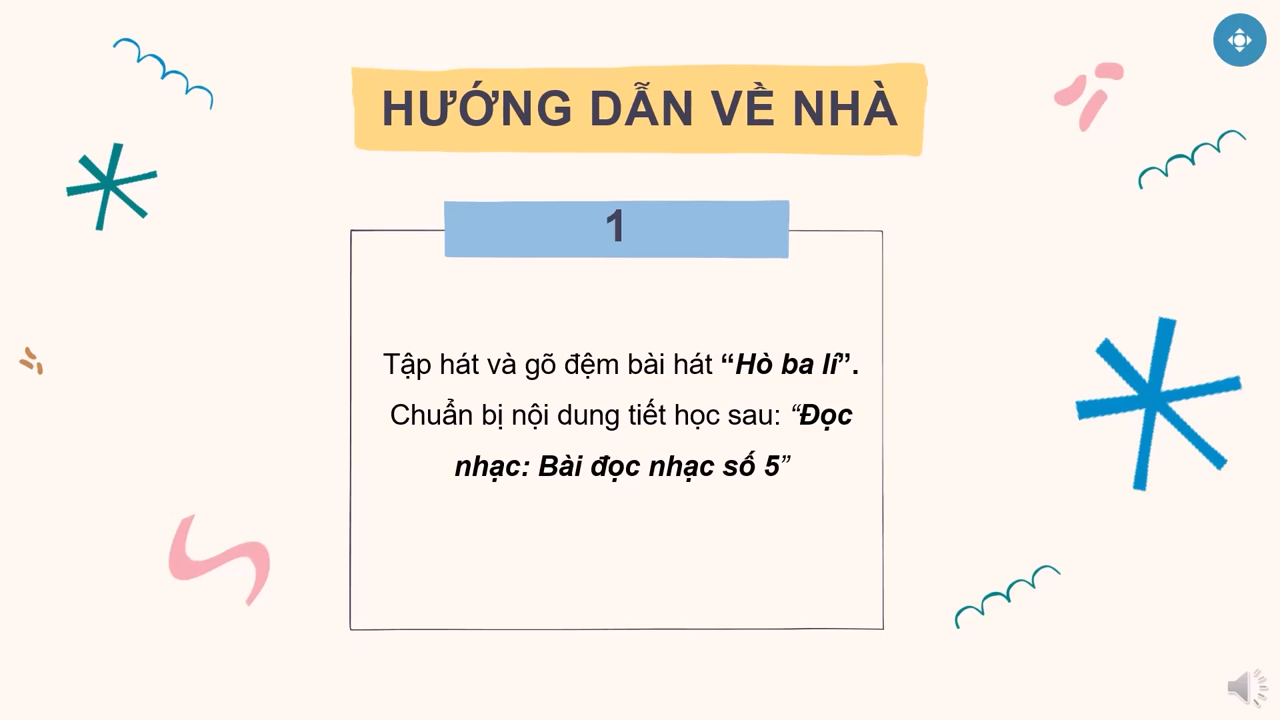 HƯỚNG DẪN VỀ NHÀ
1
Tập hát và gõ đệm bài hát “Hò ba lí”.
Chuẩn bị nội dung tiết học sau: “Đọc
nhạc: Bài đọc nhạc số 5”